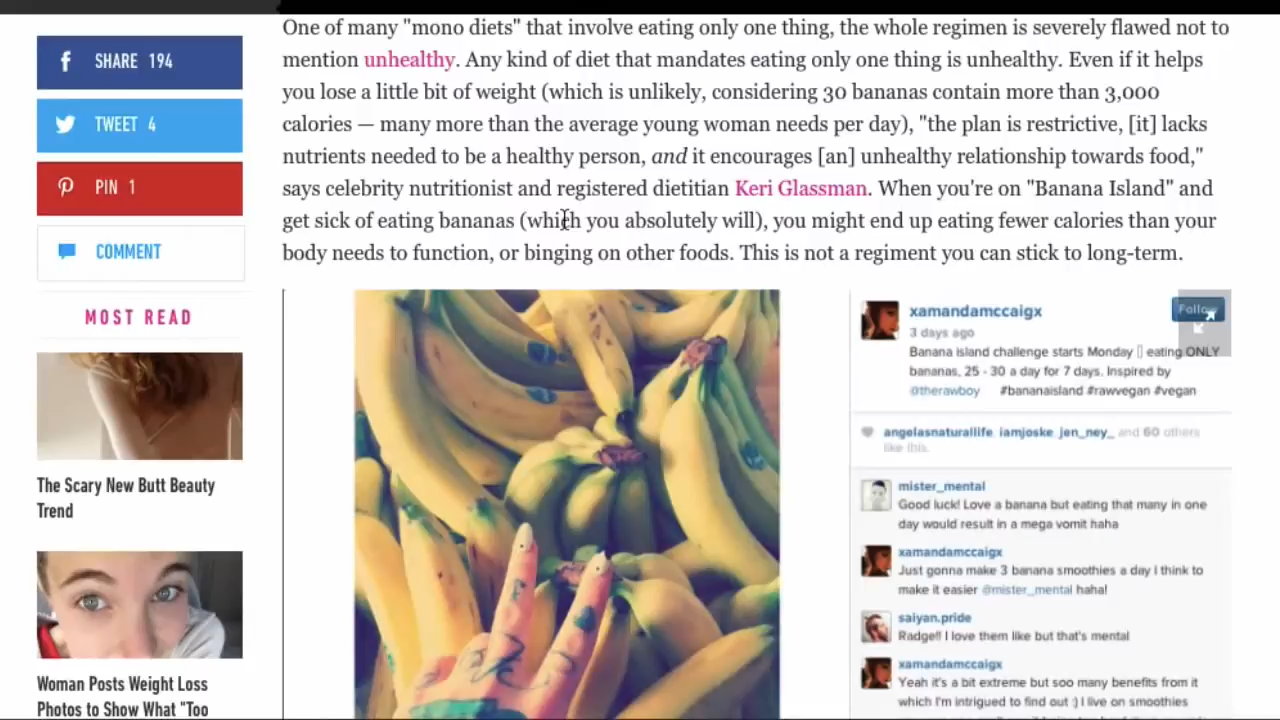 One of many "mono diets" that involve eating only one thing, the whole regimen is severely flawed not to
mention unhealthy. Any kind of diet that mandates eating only one thing is unhealthy. Even if it helps
you lose a little bit of weight (which is unlikely, considering 30 bananas contain more than 3,000
calories — many more than the average young woman needs per day), "the plan is restrictive, [it] lacks
nutrients needed to be a healthy person, and it encourages [an] unhealthy relationship towards food,"
says celebrity nutritionist and registered dietitian Keri Glassman. When you're on "Banana Island" and
get sick of eating bananas (which you absolutely will), you might end up eating fewer calories than your
body needs to function, or binging on other foods. This is not a regiment you can stick to long-term.
SHARE 194
TWEET 4
PIN 1
COMMENT
MOST READ
The Scary New Butt Beauty
Trend
Woman Posts Weight Loss
Photos to Show What "Too
xamandamccaigx
Follow
3 days ago
Banana island challenge starts Monday eating ONLY
bananas, 25 - 30 a day for 7 days. Inspired by
@therawboy #bananaisland #rawvegan #vegan
angelasnaturallife, iamjoske, jen_ney_ and 60 others
like this.
mister_mental
Good luck! Love a banana but eating that many in one
day would result in a mega vomit haha
xamandamccaigx
Just gonna make 3 banana smoothies a day I think to
make it easier @mister_mental haha!
saiyan.pride
Radge!! I love them like but that's mental
xamandamccaigx
Yeah it's a bit extreme but soo many benefits from it
which I'm intrigued to find out :) I live on smoothies